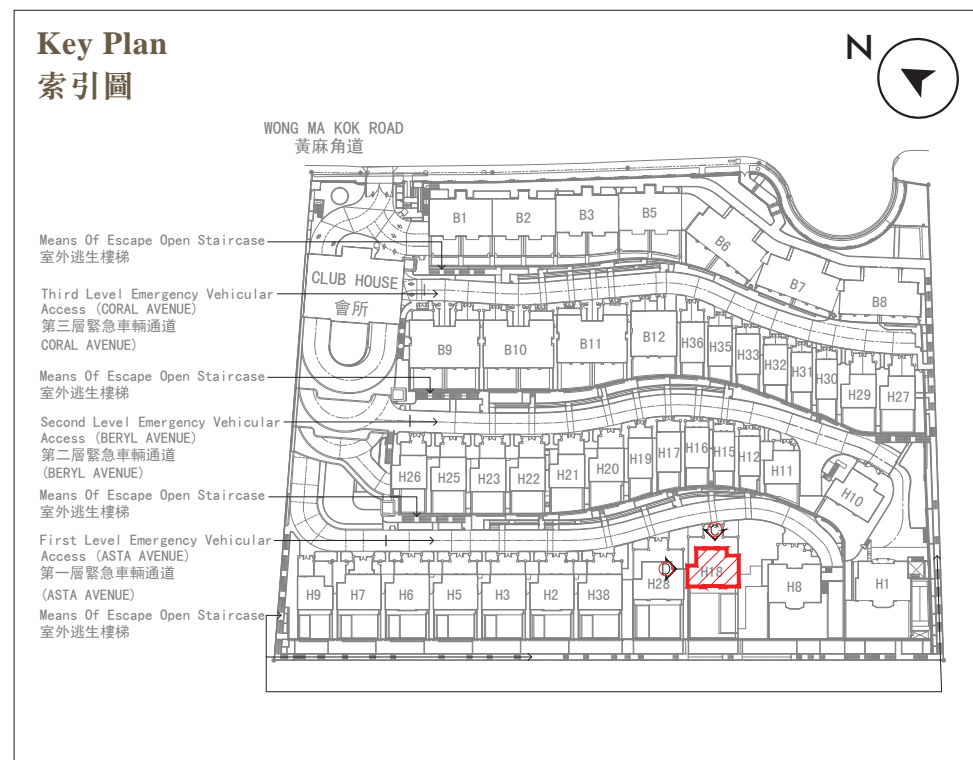 Key Plan
索引圖
N
WONG MA KOK ROAD
黃麻角道
Means Of Escape Open Staircase
室外逃生樓梯
CLUB HOUSE
會所
Third Level Emergency Vehicular
Access (CORAL AVENUE)
第三層緊急車輛通道
CORAL AVENUE)
Means Of Escape Open Staircase
室外逃生樓梯
Second Level Emergency Vehicular
Access (BERYL AVENUE)
第二層緊急車輛通道
(BERYL AVENUE)
Means Of Escape Open Staircase
室外逃生樓梯
First Level Emergency Vehicular
Access (ASTA AVENUE)
第一層緊急車輛通道
(ASTA AVENUE)
Means Of Escape Open Staircase
室外逃生樓梯
B1 B2 B3 B5 B6 B7 B8
B9 B10 B11 B12 H36 H35 H33 H32 H31 H30 H29 H27
H26 H25 H23 H22 H21 H20 H19 H17 H16 H15 H12 H11 H10
C
D
H9 H7 H6 H5 H3 H2 H38 H28 H18 H8 H1